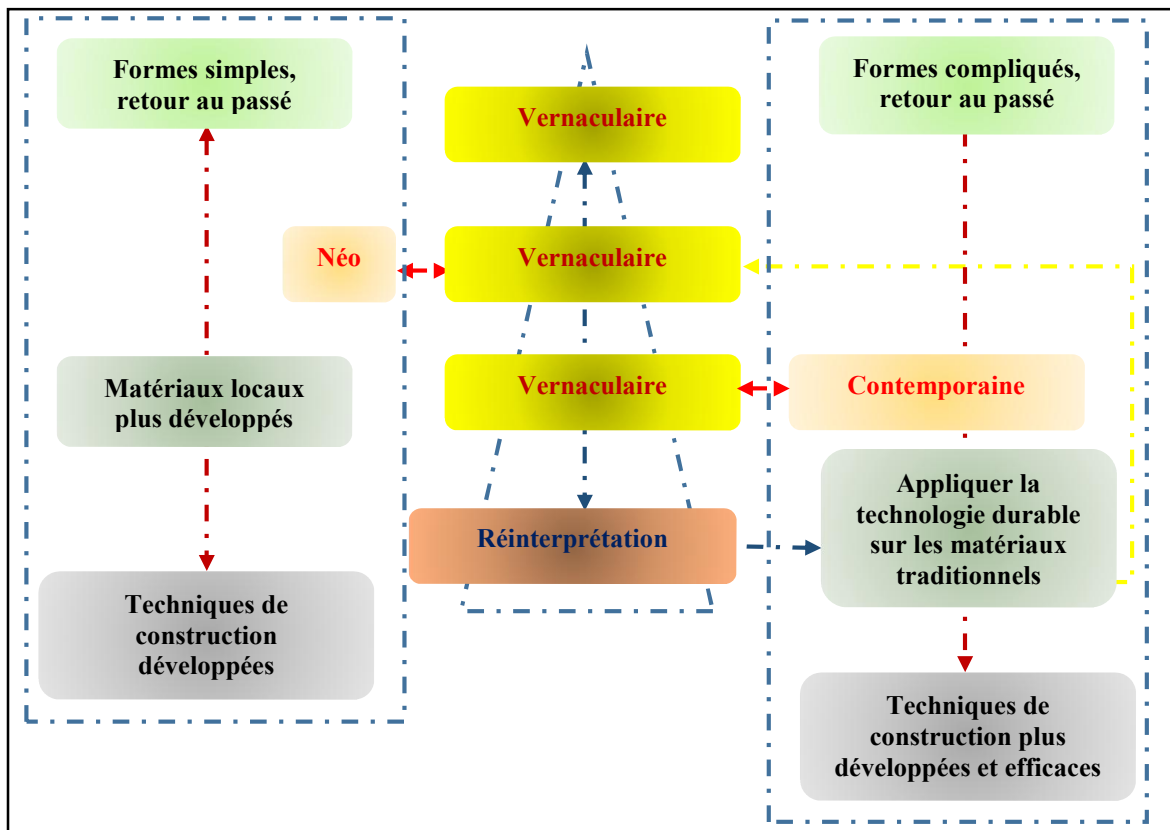 Formes simples,
retour au passé
Néo
Matériaux locaux
plus développés
Techniques de
construction
développées
Vernaculaire
Vernaculaire
Vernaculaire
Réinterprétation
Formes compliqués,
retour au passé
Contemporaine
Appliquer la
technologie durable
sur les matériaux
traditionnels
Techniques de
construction plus
développées et efficaces